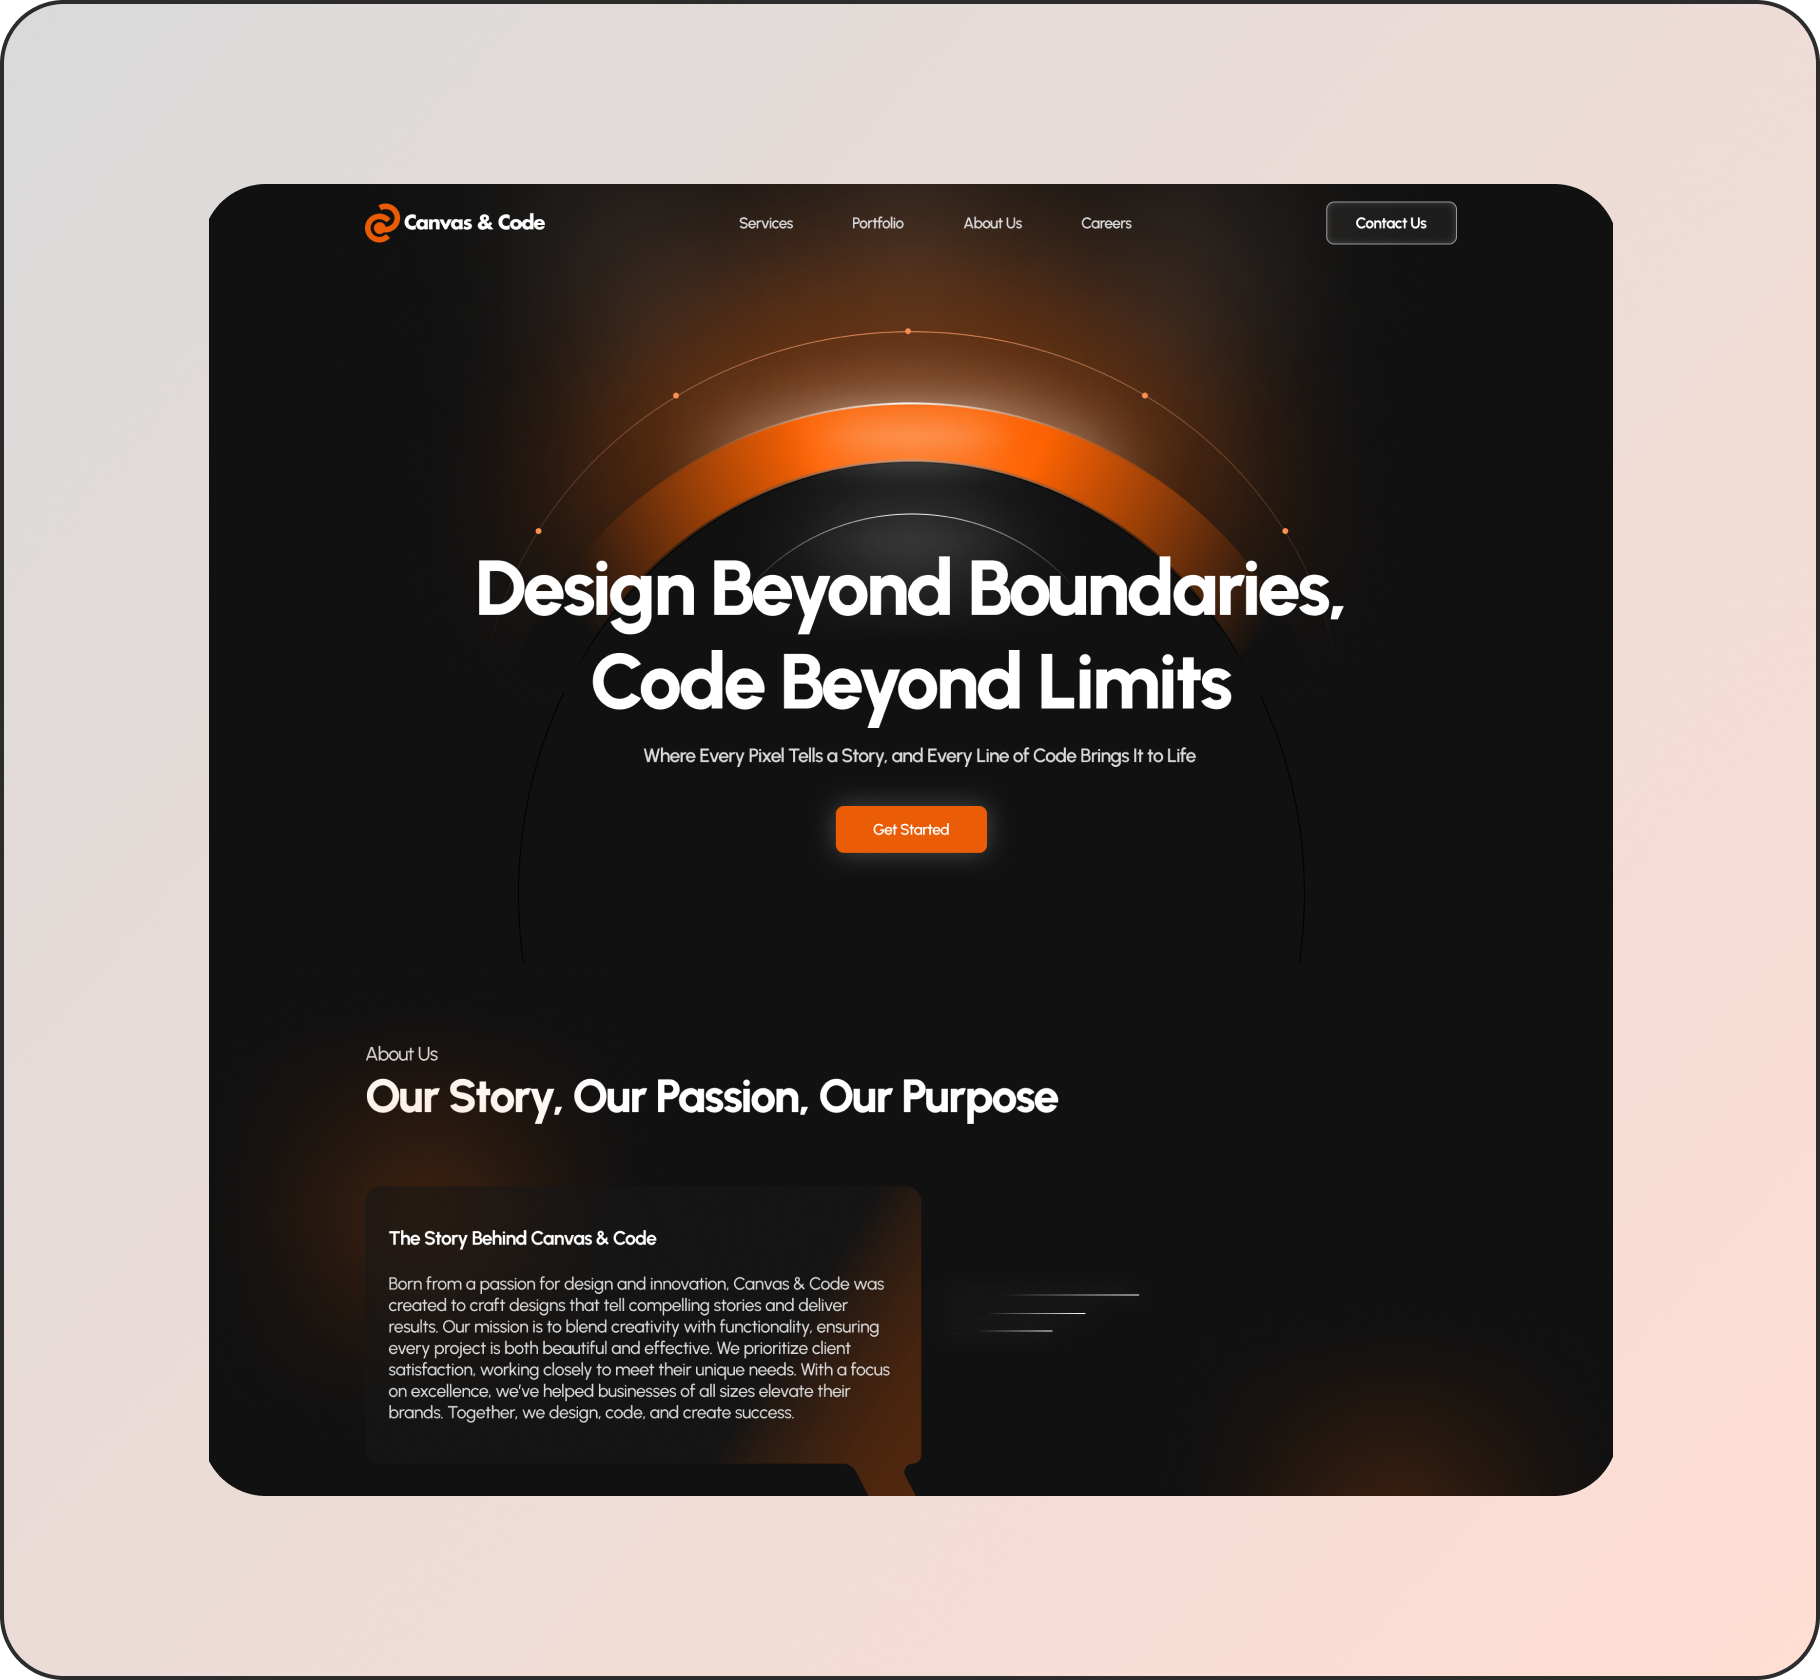 Canvas & Code
Services
Portfolio
About Us
Careers
Contact Us
Design Beyond Boundaries,
Code Beyond Limits
Where Every Pixel Tells a Story, and Every Line of Code Brings It to Life
Get Started
About Us
Our Story, Our Passion, Our Purpose
The Story Behind Canvas & Code
Born from a passion for design and innovation, Canvas & Code was
created to craft designs that tell compelling stories and deliver
results. Our mission is to blend creativity with functionality, ensuring
every project is both beautiful and effective. We prioritize client
satisfaction, working closely to meet their unique needs. With a focus
on excellence, we've helped businesses of all sizes elevate their
brands. Together, we design, code, and create success.